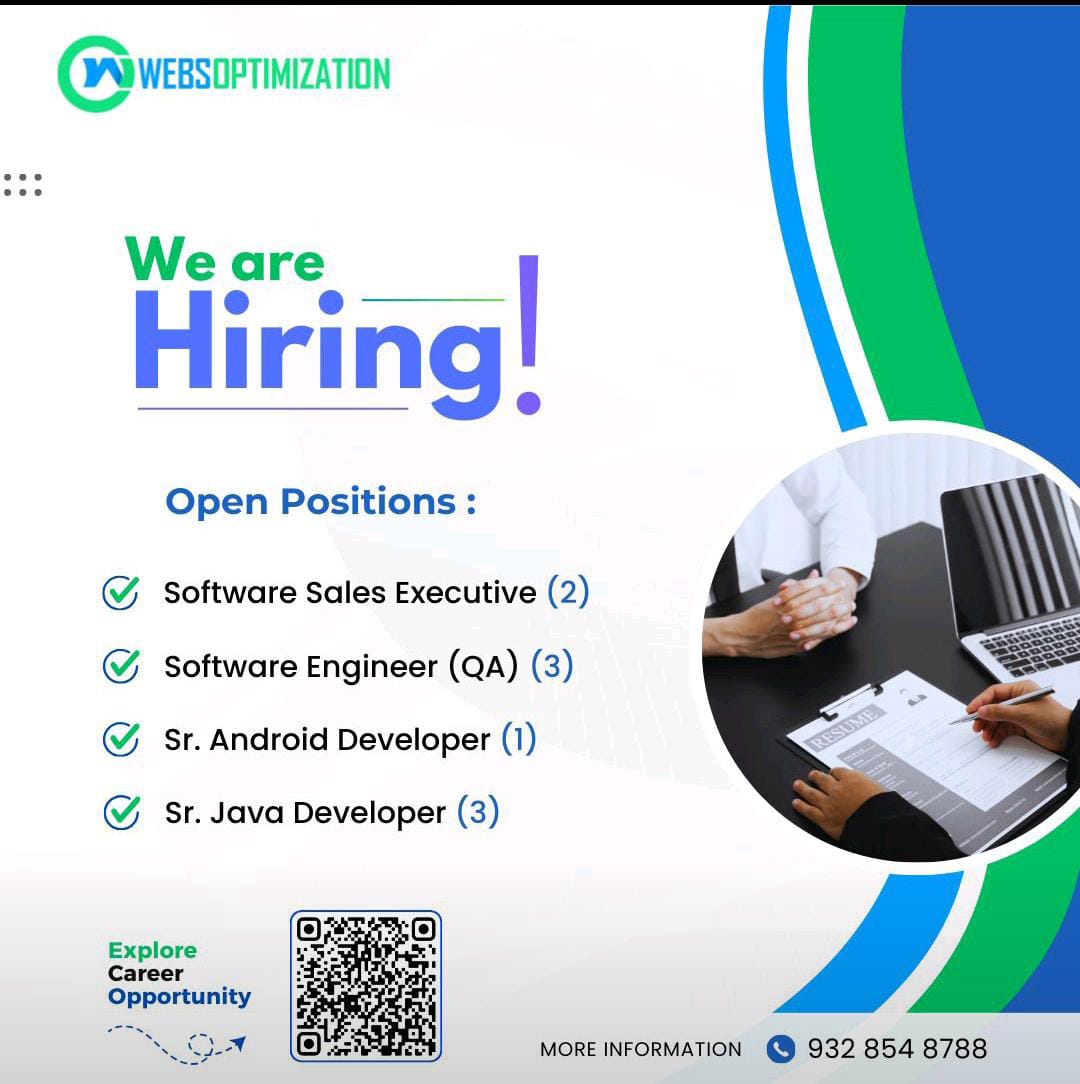 WEBSOPTIMIZATION
We are
Hiring!
Open Positions :
Software Sales Executive (2)
Software Engineer (QA) (3)
Sr. Android Developer (1)
Sr. Java Developer (3)
RESUME
Explore
Career
Opportunity
MORE INFORMATION 932 854 8788